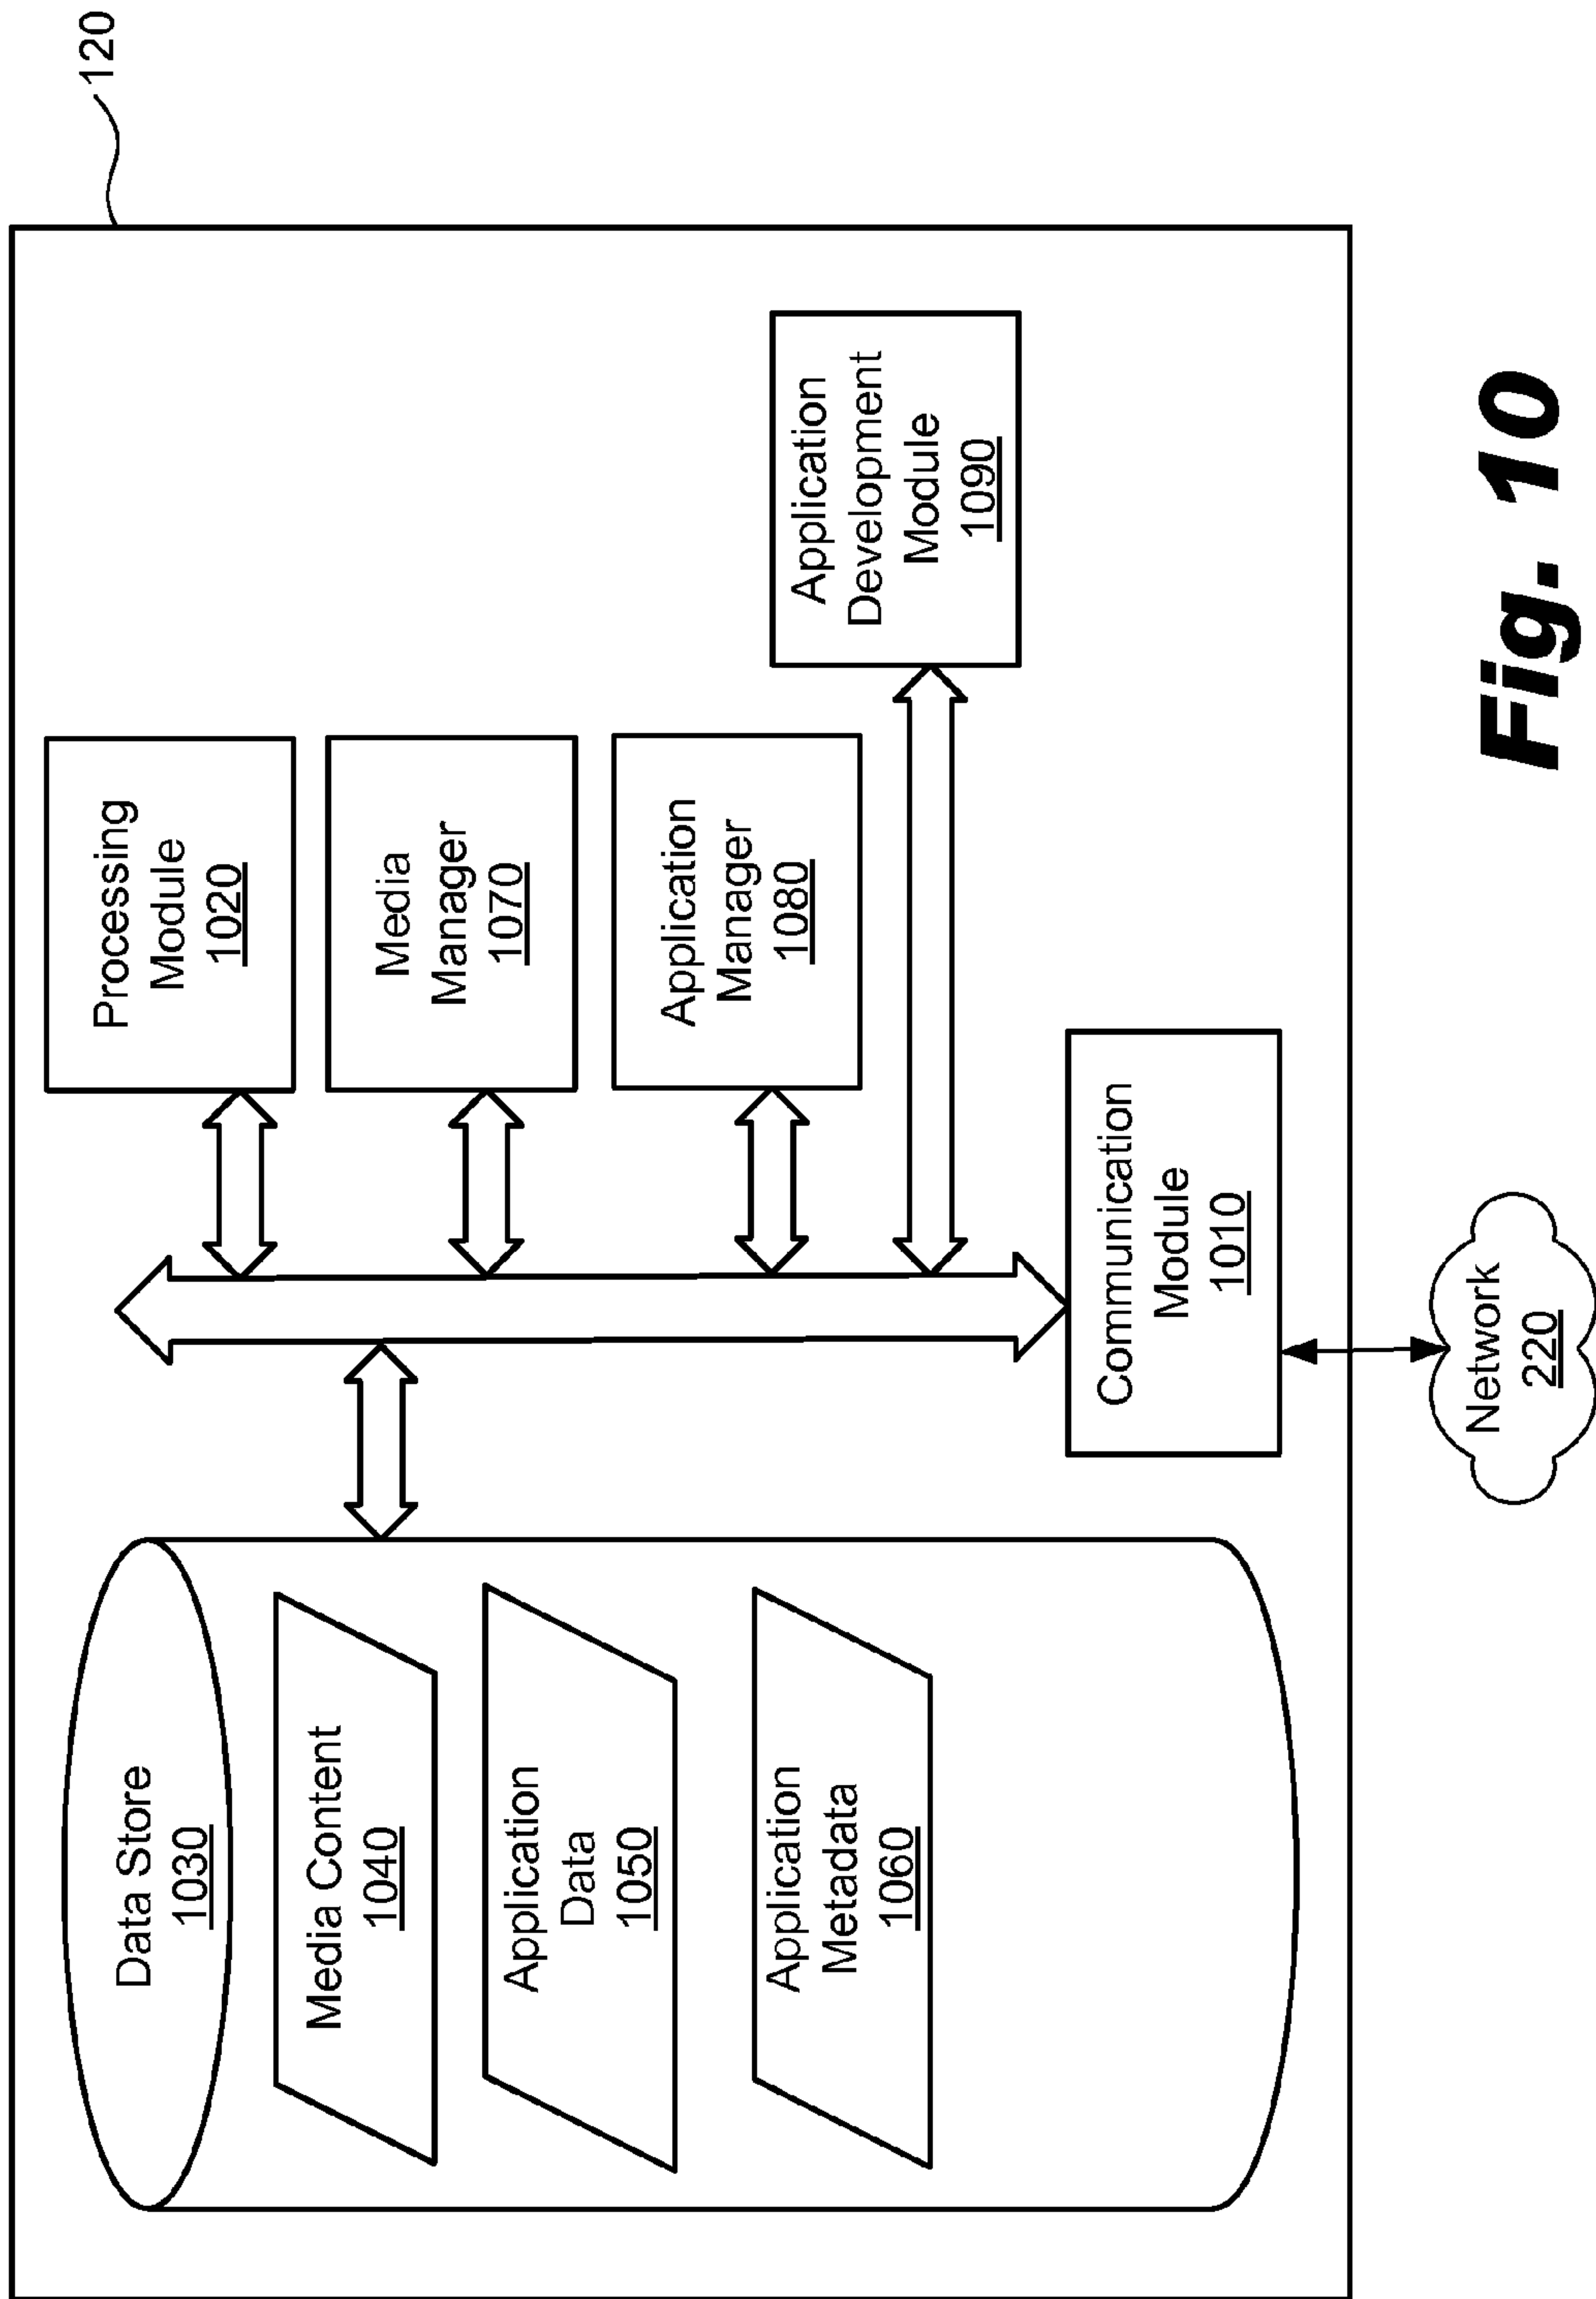 120
Data Store
1030
Media Content
1040
Application
Data
1050
Application
Metadata
1060
Processing
Module
1020
Media
Manager
1070
Application
Manager
1080
Application
Development
Module
1090
Communication
Module
1010
Network
220
Fig. 10